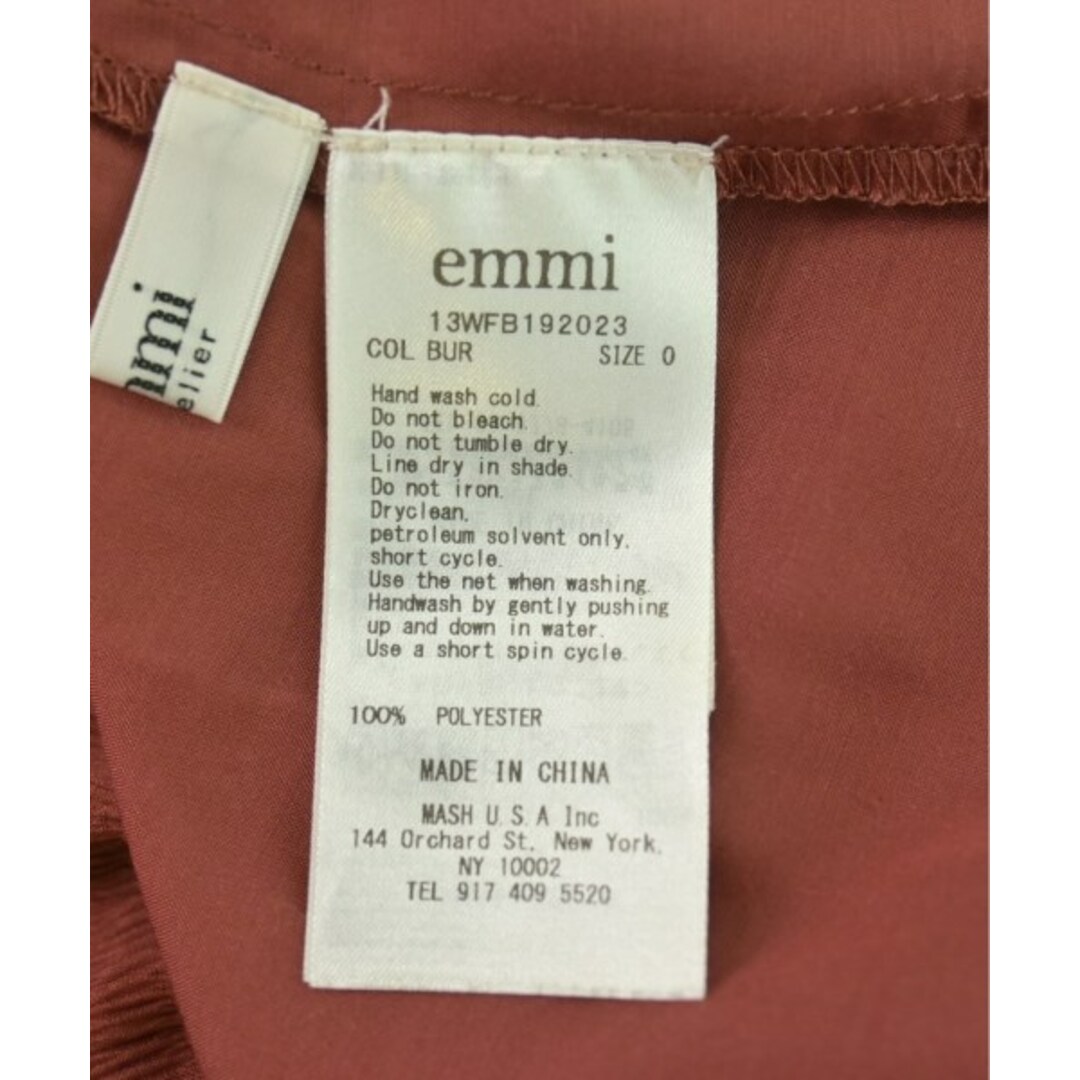 emmi
13WFB192023
COL BUR SIZE 0
Hand wash cold.
Do not bleach.
Do not tumble dry.
Line dry in shade.
Do not iron.
Dryclean,
petroleum solvent only,
short cycle.
Use the net when washing.
Handwash by gently pushing
up and down in water.
Use a short spin cycle.
100% POLYESTER
MADE IN CHINA
MASH U.S.A Inc
144 Orchard St, New York,
NY 10002
TEL 917 409 5520
mmi
elier